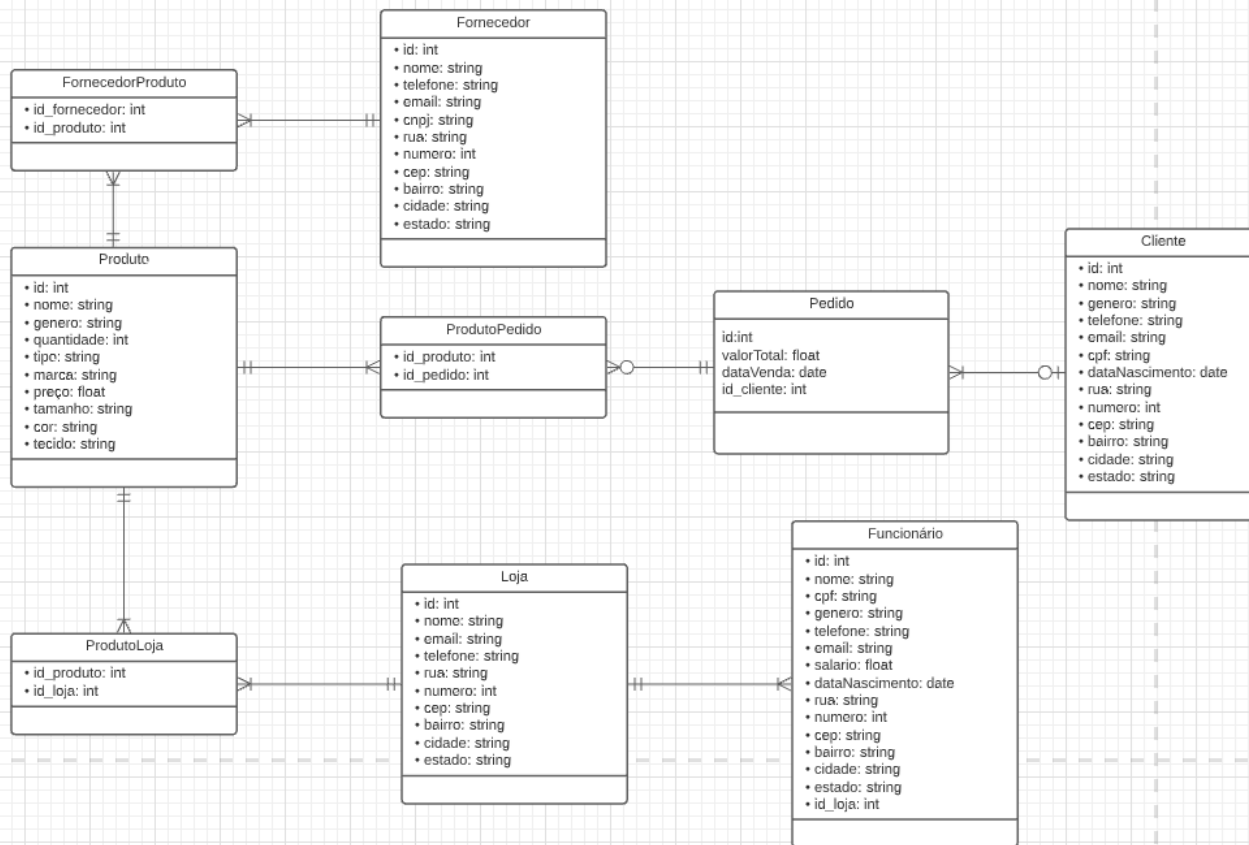 Fornecedor
• id: int
• nome: string
• telefone: string
• email: string
• cnpj: string
• rua: string
• numero: int
• cep: string
• bairro: string
• cidade: string
• estado: string
FornecedorProduto
• id_fornecedor: int
• id_produto: int
Produto
• id: int
• nome: string
• genero: string
• quantidade: int
• tipo: string
• marca: string
• preço: float
• tamanho: string
• cor: string
• tecido: string
ProdutoPedido
• id_produto: int
• id_pedido: int
Pedido
id:int
valorTotal: float
dataVenda: date
id_cliente: int
Cliente
• id: int
• nome: string
• genero: string
• telefone: string
• email: string
• cpf: string
• dataNascimento: date
• rua: string
• numero: int
• cep: string
• bairro: string
• cidade: string
• estado: string
ProdutoLoja
• id_produto: int
• id_loja: int
Loja
• id: int
• nome: string
• email: string
• telefone: string
• rua: string
• numero: int
• cep: string
• bairro: string
• cidade: string
• estado: string
Funcionário
• id: int
• nome: string
• cpf: string
• genero: string
• telefone: string
• email: string
• salario: float
• dataNascimento: date
• rua: string
• numero: int
• cep: string
• bairro: string
• cidade: string
• estado: string
• id_loja: int